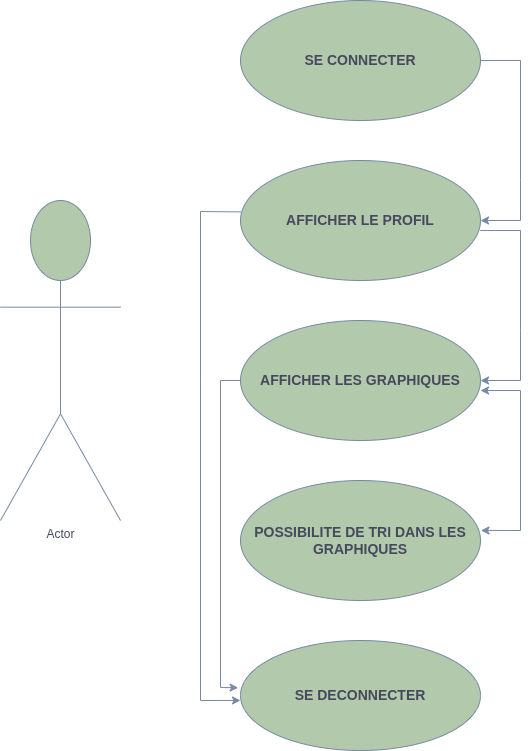 SE CONNECTER
AFFICHER LE PROFIL
AFFICHER LES GRAPHIQUES
POSSIBILITE DE TRI DANS LES
GRAPHIQUES
Actor
SE DECONNECTER